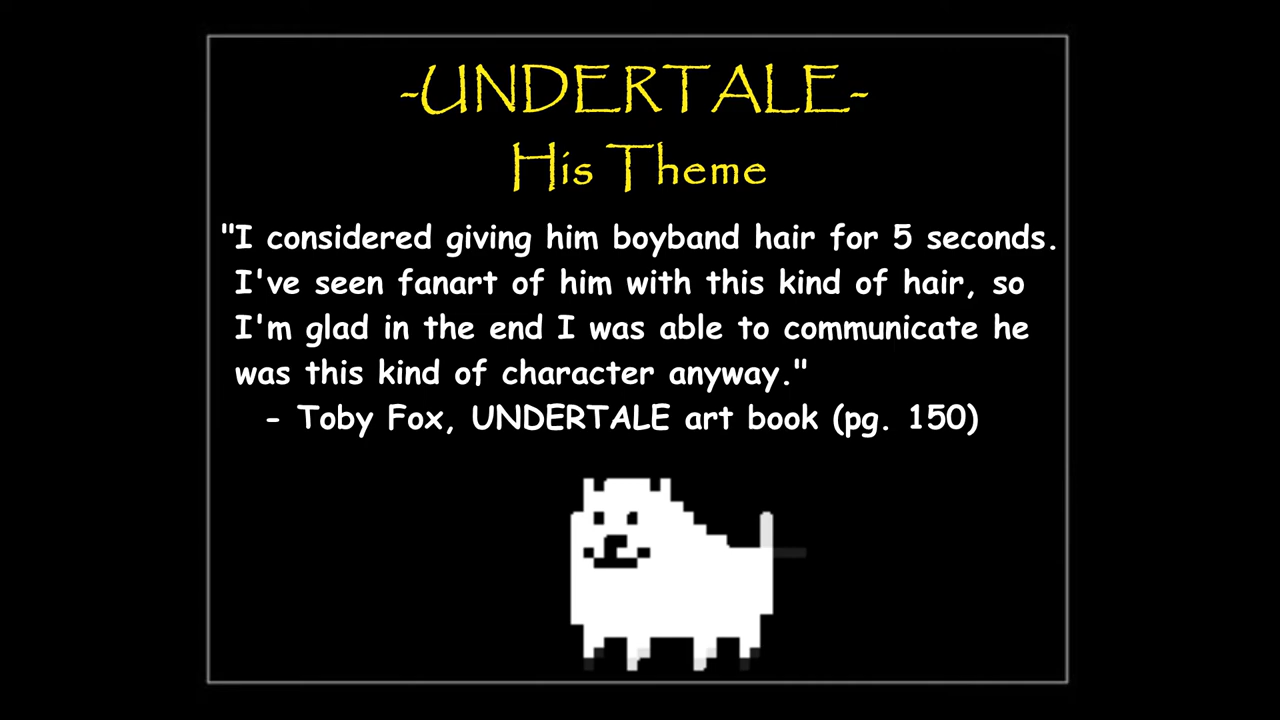 -UNDERTALE-
His Theme
"I considered giving him boyband hair for 5 seconds.
I've seen fanart of him with this kind of hair, so
I'm glad in the end I was able to communicate he
was this kind of character anyway."
- Toby Fox, UNDERTALE art book (pg. 150)